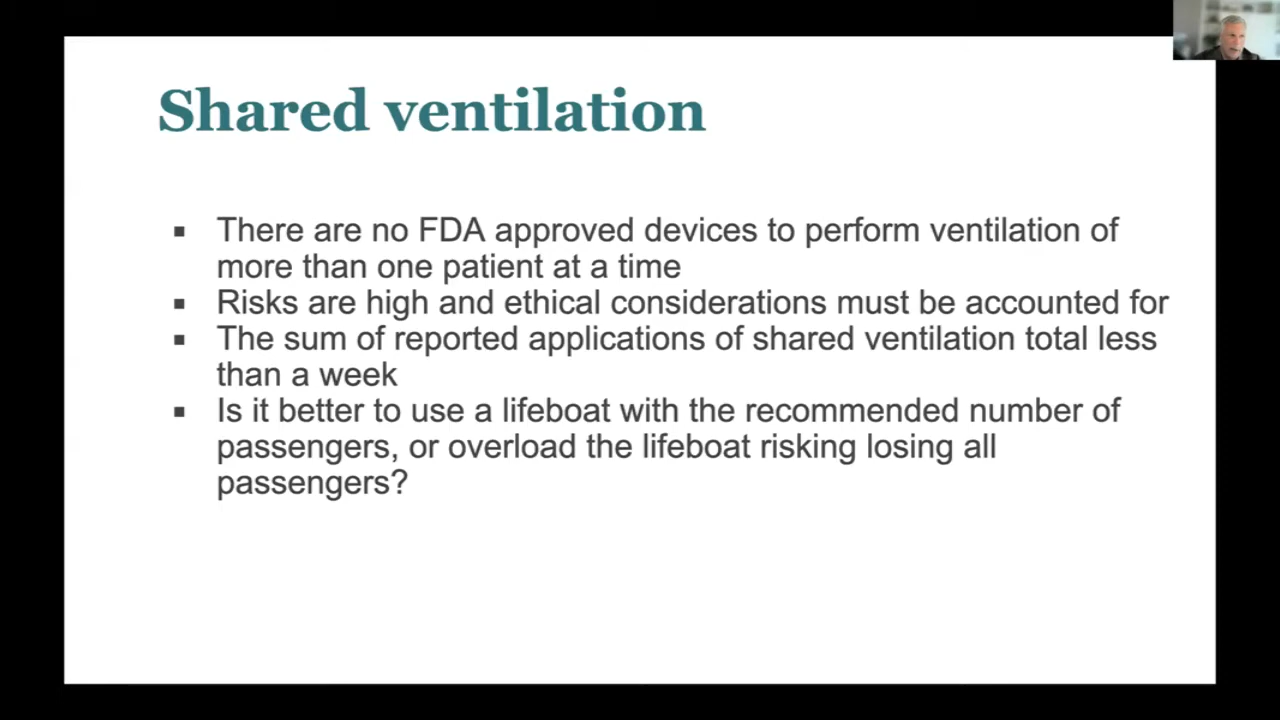 Shared ventilation
▪ There are no FDA approved devices to perform ventilation of
more than one patient at a time
▪ Risks are high and ethical considerations must be accounted for
▪ The sum of reported applications of shared ventilation total less
than a week
▪ Is it better to use a lifeboat with the recommended number of
passengers, or overload the lifeboat risking losing all
passengers?